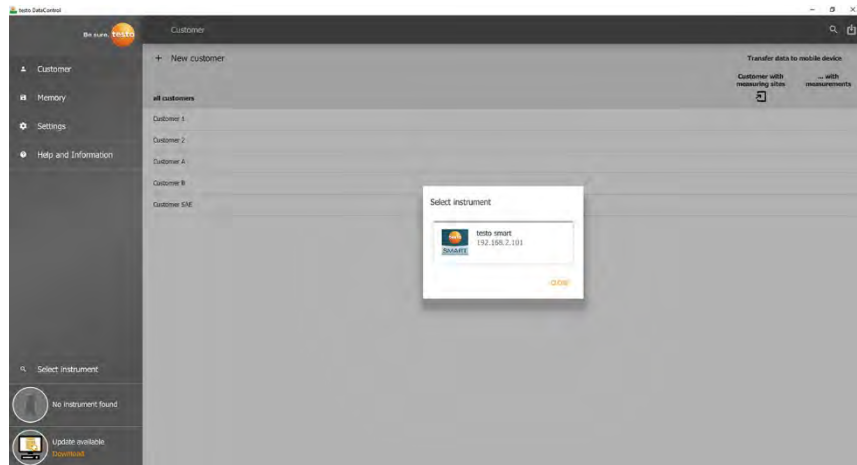 testo DataControl
Be sure. testo
Customer
Customer
Memory
Settings
Help and Information
+ New customer
Transfer data to mobile device
Customer with measuring sites
... with measurements
all customers
Customer 1
Customer 2
Customer A
Customer B
Customer SAE
Select instrument
testo smart
192.168.2.101
SMART
CLOSE
Select instrument
No instrument found
Update available
Download